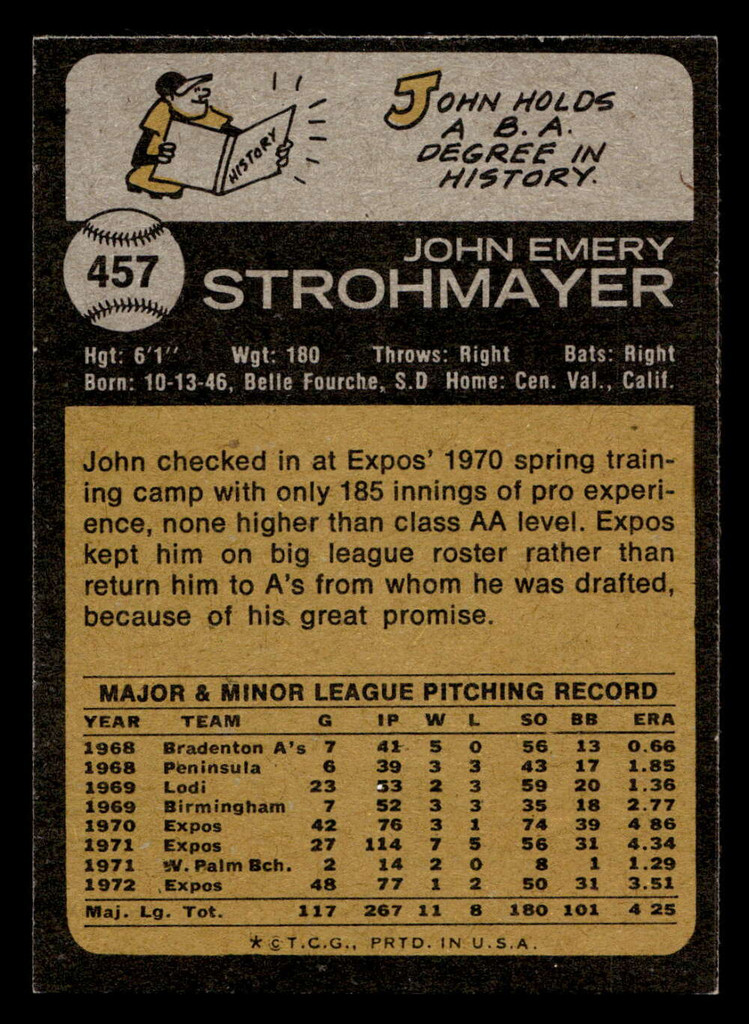 JOHN HOLDS
A B.A.
DEGREE IN
HISTORY.
HISTORY
457
JOHN EMERY
STROHMAYER
Hgt: 6'1" Wgt: 180 Throws: Right Bats: Right
Born: 10-13-46, Belle Fourche, S.D Home: Cen. Val., Calif.
John checked in at Expos' 1970 spring train-
ing camp with only 185 innings of pro experi-
ence, none higher than class AA level. Expos
kept him on big league roster rather than
return him to A's from whom he was drafted,
because of his great promise.
MAJOR & MINOR LEAGUE PITCHING RECORD
YEAR TEAM G IP W L SO BB ERA
1968 Bradenton A's 7 41 5 0 56 13 0.66
1968 Peninsula 6 39 3 3 43 17 1.85
1969 Lodi 23 53 2 3 59 20 1.36
1969 Birmingham 7 52 3 3 35 18 2.77
1970 Expos 42 76 3 1 74 39 4 86
1971 Expos 27 114 7 5 56 31 4.34
1971 W. Palm Bch. 2 14 2 0 8 1 1.29
1972 Expos 48 77 1 2 50 31 3.51
Maj. Lg. Tot. 117 267 11 8 180 101 4 25
* © T.C.G., PRTD. IN U.S.A.